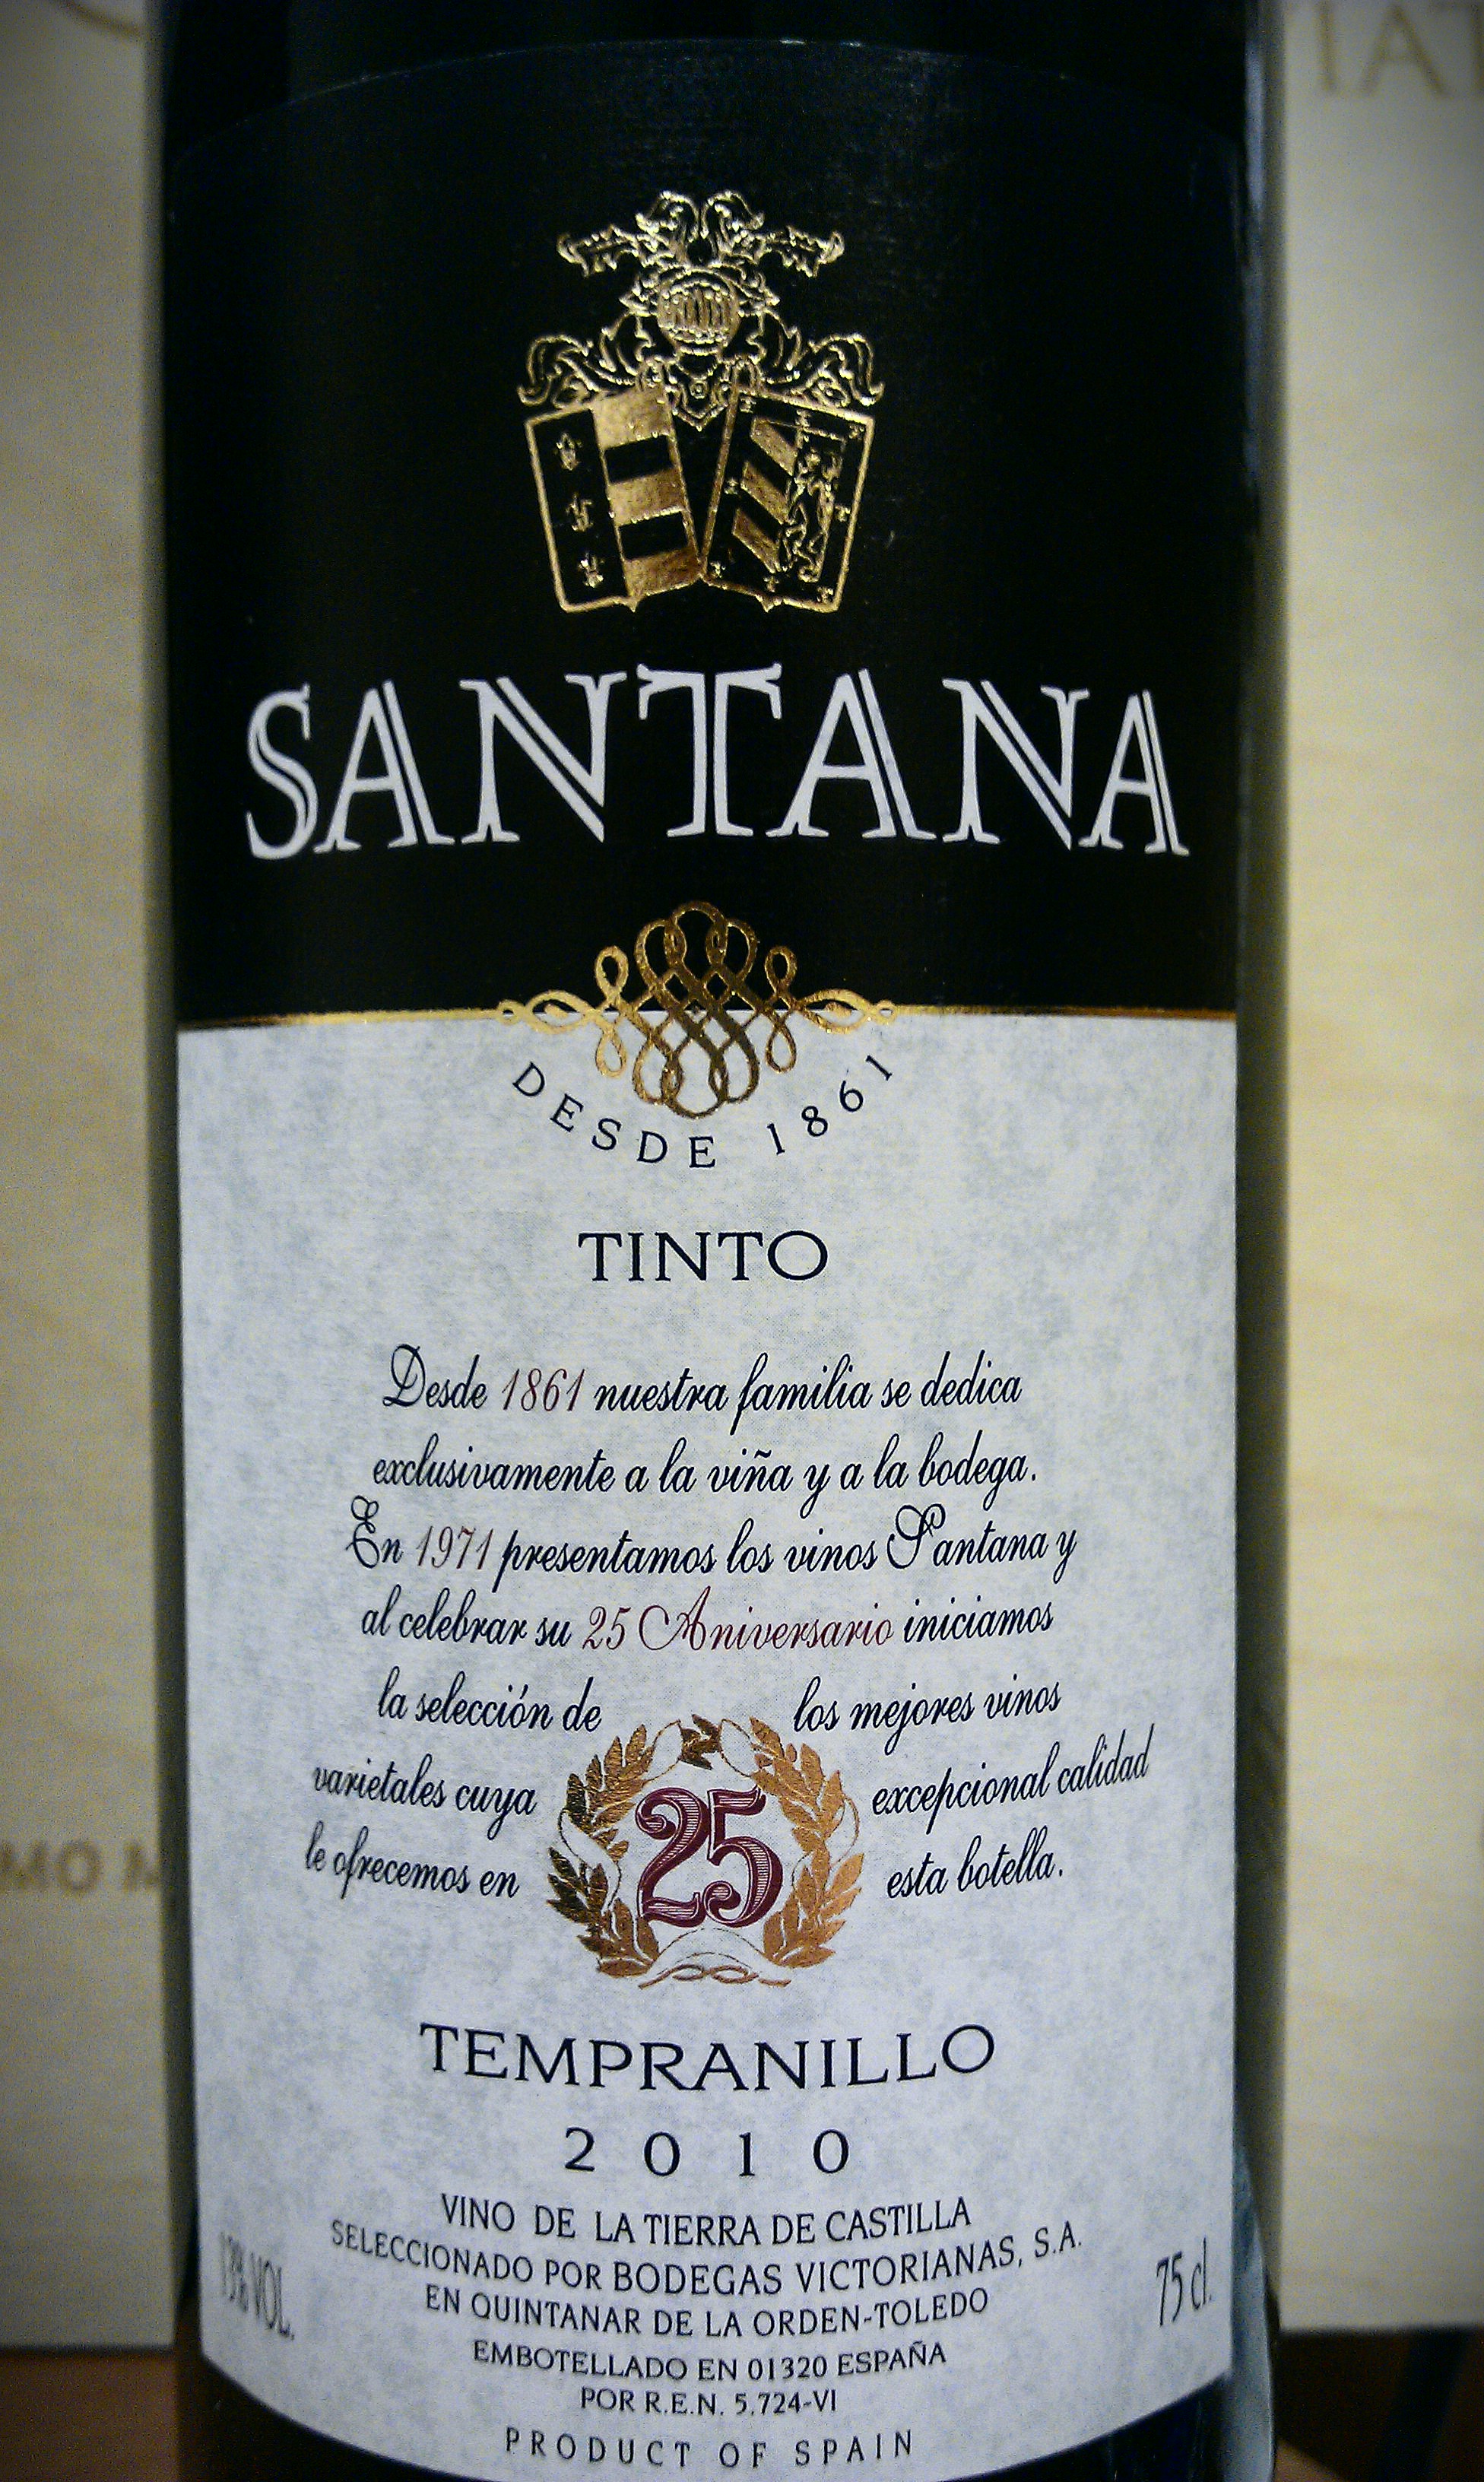 SANTANA
DESDE 1861
TINTO
Desde 1861 nuestra familia se dedica
exclusivamente a la viña y a la bodega.
En 1971 presentamos los vinos Santana y
al celebrar su 25 Aniversario iniciamos
la selección de los mejores vinos
varietales cuya excepcional calidad
le ofrecemos en esta botella.
25
TEMPRANILLO
2010
VINO DE LA TIERRA DE CASTILLA
SELECCIONADO POR BODEGAS VICTORIANAS, S.A.
EN QUINTANAR DE LA ORDEN-TOLEDO
13% VOL.
75 cl.
EMBOTELLADO EN 01320 ESPAÑA
POR R.E.N. 5.724-VI
PRODUCT OF SPAIN